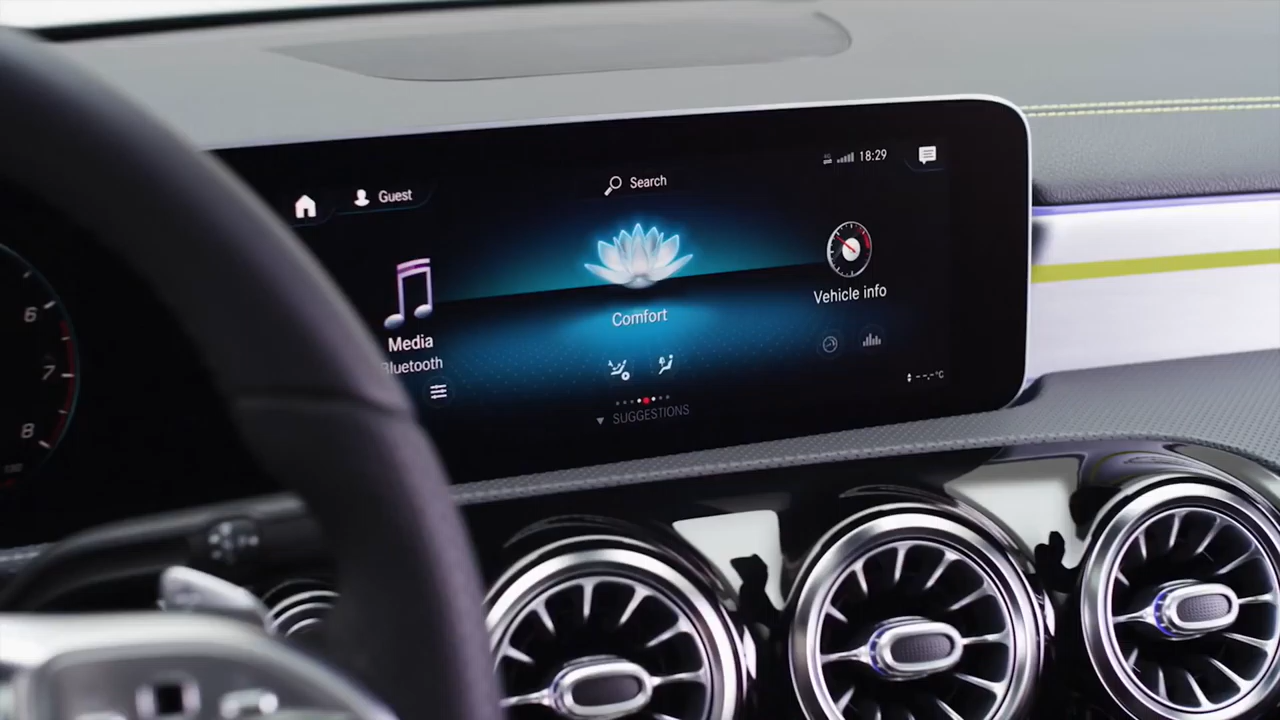 18:29
Search
Guest
Vehicle info
Comfort
Media
Bluetooth
--,-°C
SUGGESTIONS
6
7
8